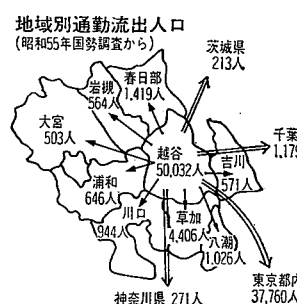 地域別通勤流出人口
(昭和55年国勢調査から)
茨城県
213人
春日部
1,419人
岩槻
564人
大宮
503人
千葉
1,179
越谷
50,032人
吉川
571人
浦和
646人
川口
944人
草加
4,406人
八潮
1,026人
東京都内
37,760人
神奈川県 271人